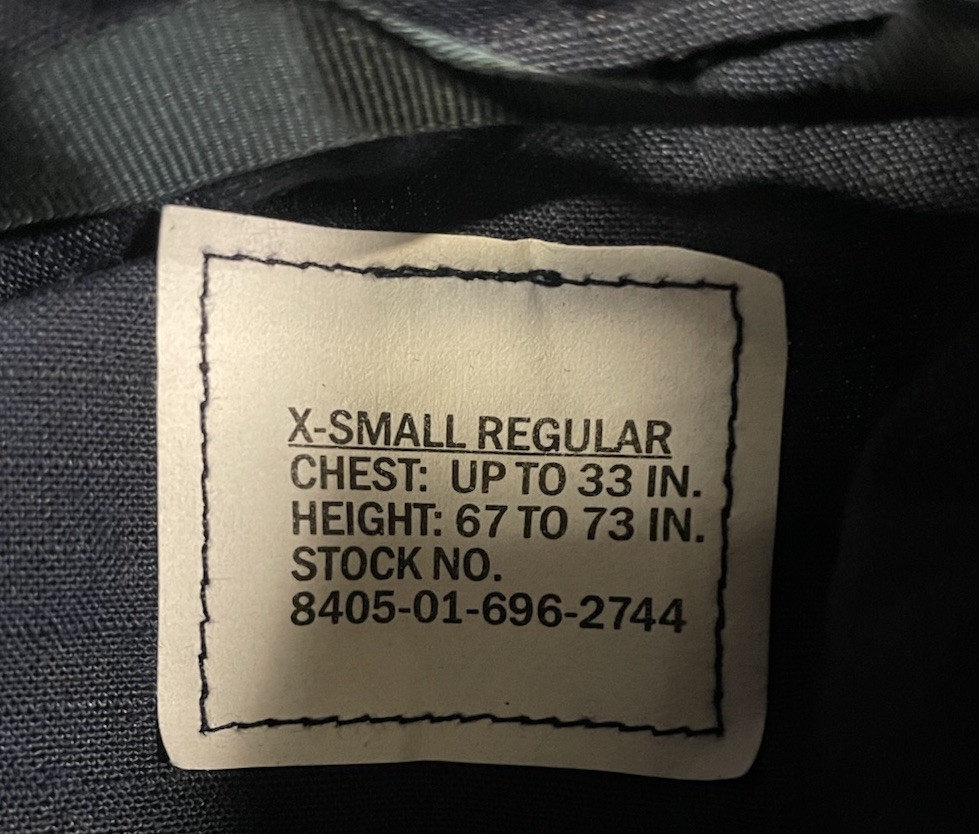 X-SMALL REGULAR
CHEST: UP TO 33 IN.
HEIGHT: 67 TO 73 IN.
STOCK NO.
8405-01-696-2744